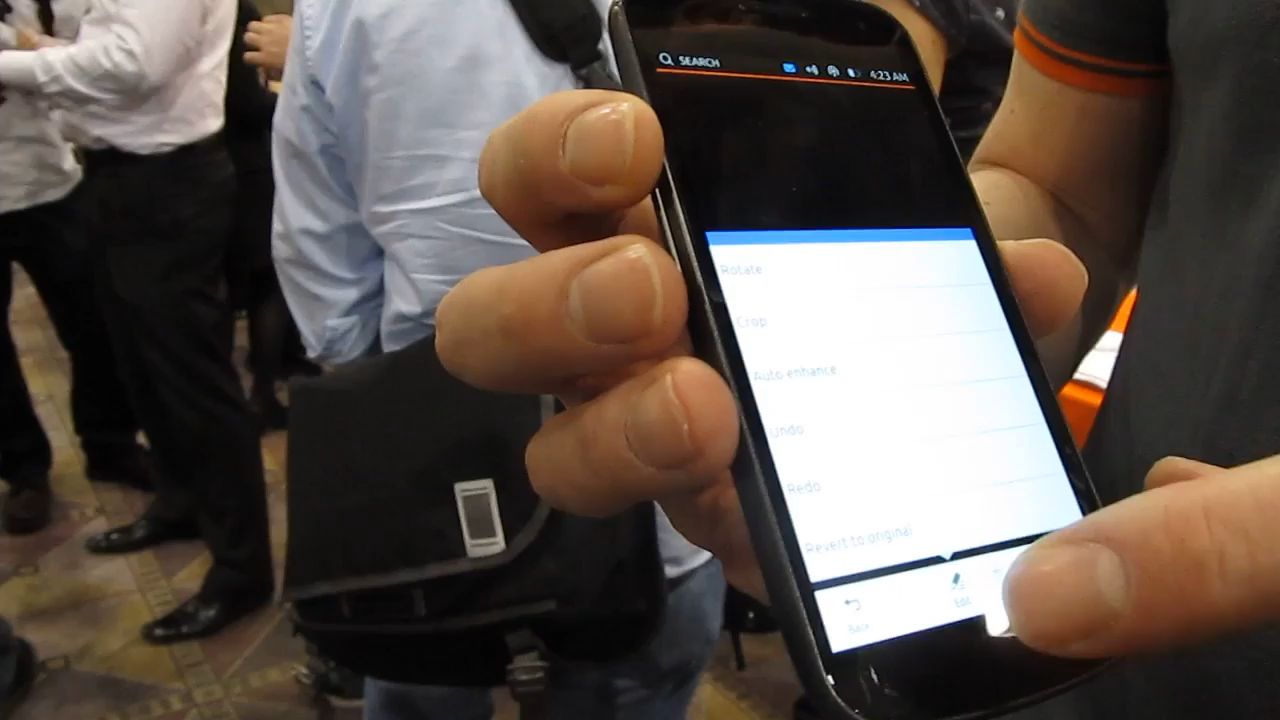 SEARCH 4:23 AM
Rotate
Crop
Auto enhance
Undo
Redo
Revert to original
Back Edit